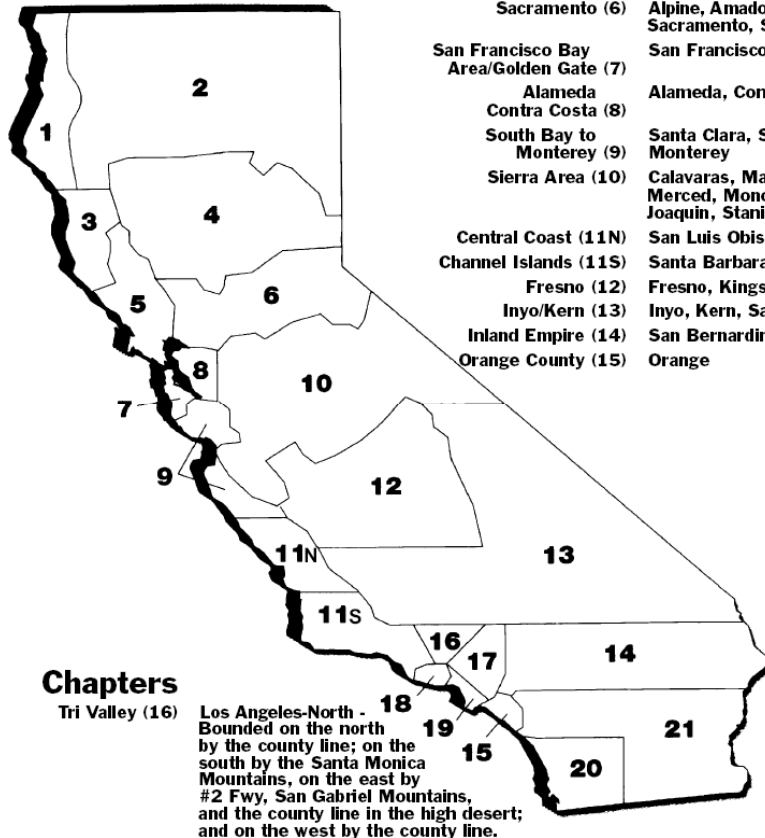 Sacramento (6) Alpine, Amado
Sacramento, S
San Francisco Bay San Francisco
Area/Golden Gate (7)
Alameda Alameda, Con
Contra Costa (8)
South Bay to Santa Clara, S
Monterey (9) Monterey
Sierra Area (10) Calavaras, Ma
Merced, Mono
Joaquin, Stani
Central Coast (11N) San Luis Obis
Channel Islands (11S) Santa Barbara
Fresno (12) Fresno, Kings
Inyo/Kern (13) Inyo, Kern, Sa
Inland Empire (14) San Bernardin
Orange County (15) Orange
2
1
3
4
5
6
8
7
10
9
12
11N
13
11S
16
17
14
18
19
15
21
20
Chapters
Tri Valley (16) Los Angeles-North -
Bounded on the north
by the county line; on the
south by the Santa Monica
Mountains, on the east by
#2 Fwy, San Gabriel Mountains,
and the county line in the high desert;
and on the west by the county line.